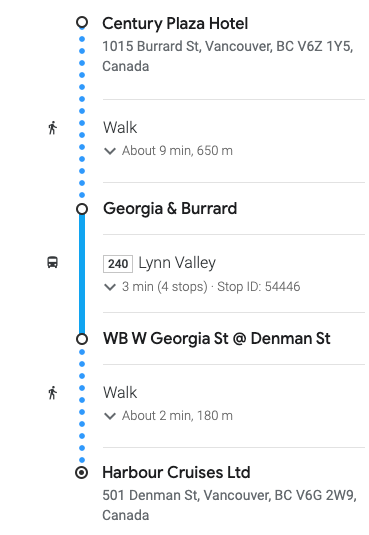 Century Plaza Hotel
1015 Burrard St, Vancouver, BC V6Z 1Y5,
Canada
Walk
About 9 min, 650 m
Georgia & Burrard
240 Lynn Valley
3 min (4 stops) · Stop ID: 54446
WB W Georgia St @ Denman St
Walk
About 2 min, 180 m
Harbour Cruises Ltd
501 Denman St, Vancouver, BC V6G 2W9,
Canada